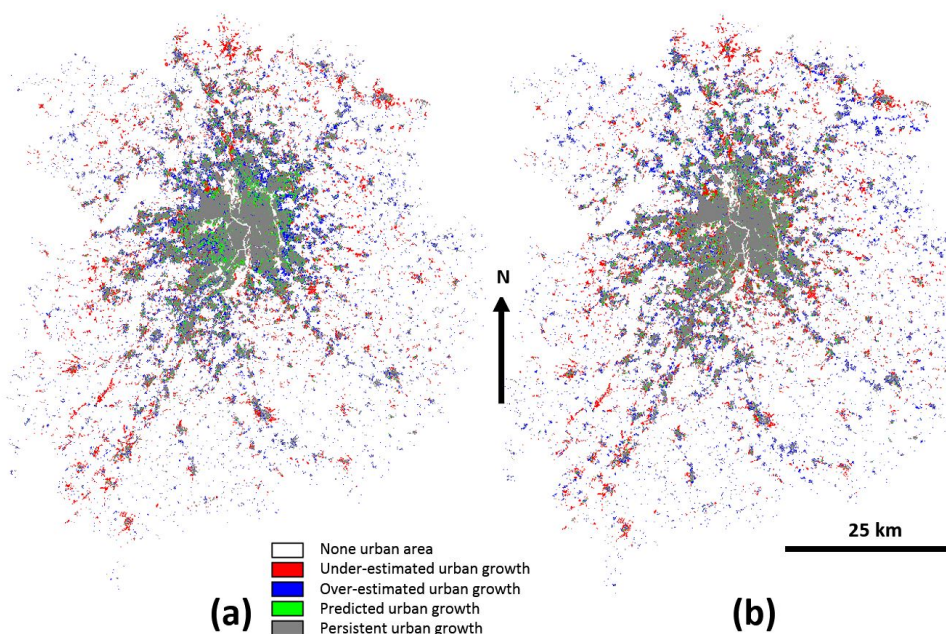 N
25 km
None urban area
Under-estimated urban growth
Over-estimated urban growth
Predicted urban growth
Persistent urban growth
(a)
(b)